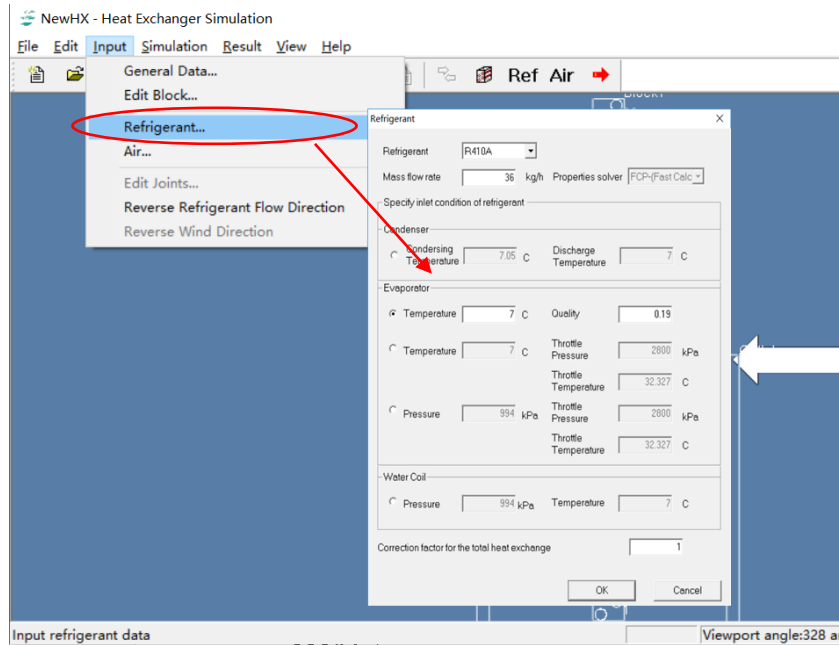 NewHX - Heat Exchanger Simulation
File Edit Input Simulation Result View Help
General Data...
Edit Block...
Refrigerant...
Air...
Edit Joints...
Reverse Refrigerant Flow Direction
Reverse Wind Direction
Ref Air
Block1
Refrigerant
Refrigerant R410A
Mass flow rate 36 kg/h Properties solver FCP-(Fast Calc
Specify inlet condition of refrigerant
Condenser
Condensing Temperature 7.05 C Discharge Temperature 7 C
Evaporator
Temperature 7 C Quality 0.19
Temperature 7 C Throttle Pressure 2800 kPa
Throttle Temperature 32.327 C
Pressure 994 kPa Throttle Pressure 2800 kPa
Throttle Temperature 32.327 C
Water Coil
Pressure 994 kPa Temperature 7 C
Correction factor for the total heat exchange 1
OK Cancel
Input refrigerant data
Viewport angle:328 a